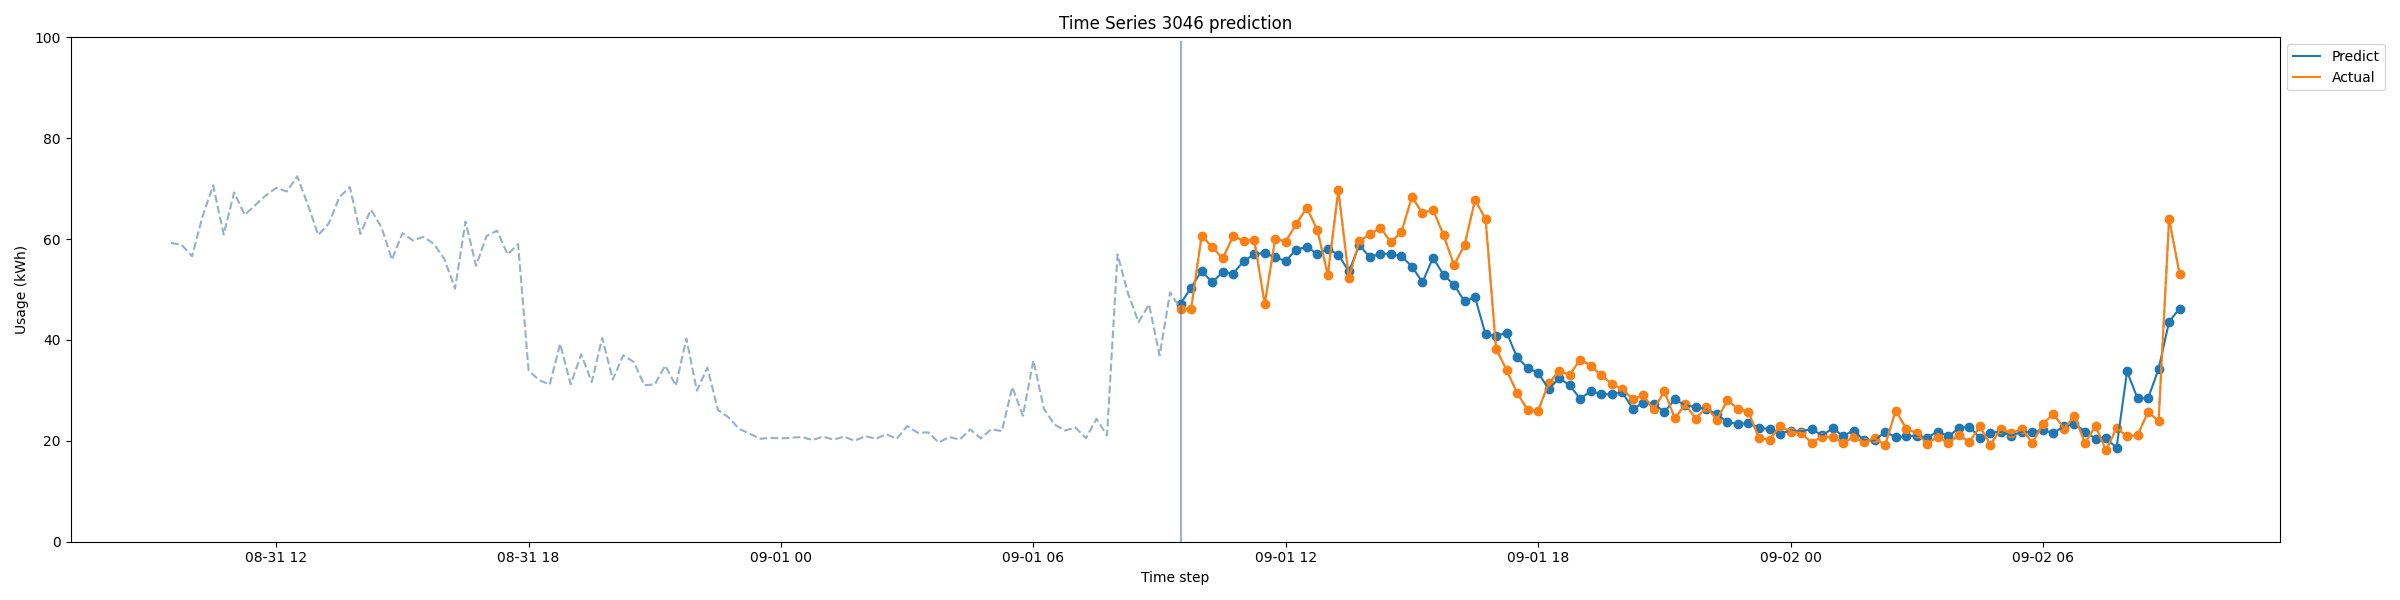 Time Series 3046 prediction
100
80
60
40
20
0
Usage (kWh)
08-31 12
08-31 18
09-01 00
09-01 06
09-01 12
09-01 18
09-02 00
09-02 06
Time step
Predict
Actual